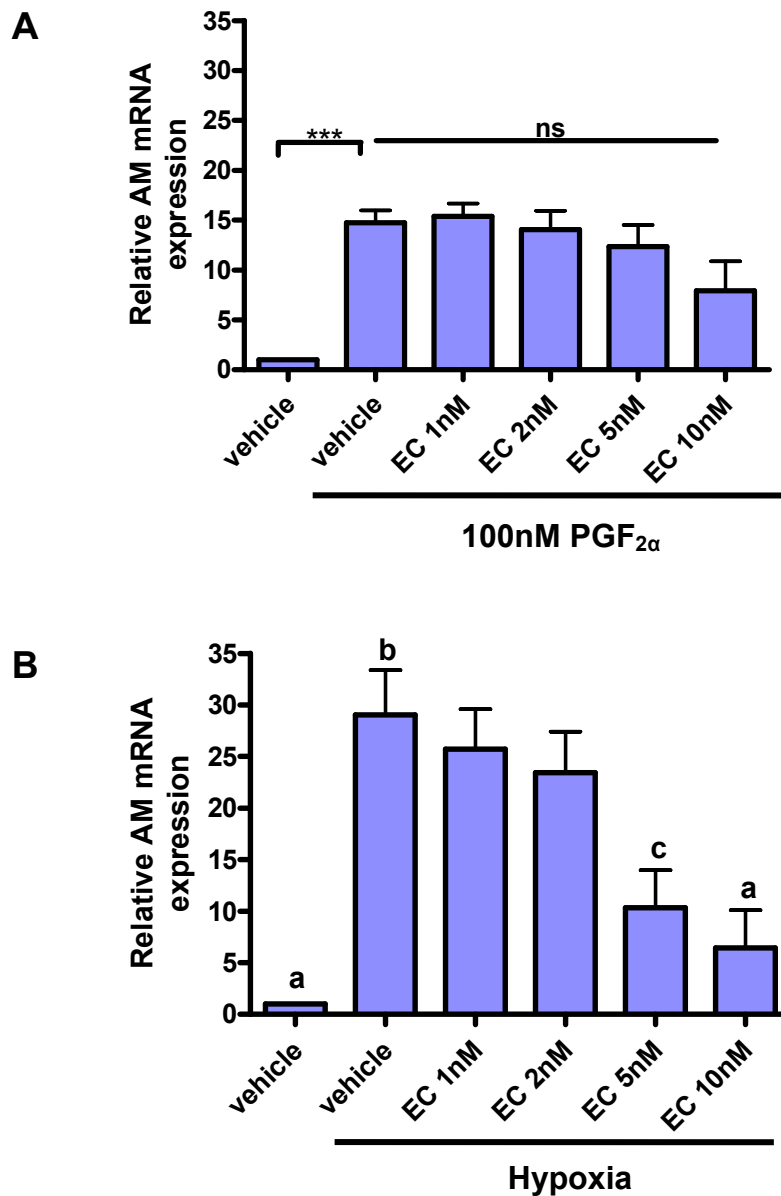 A
Relative AM mRNA
expression
35
30
25
20
15
10
5
0
***
ns
vehicle
vehicle
EC 1nM
EC 2nM
EC 5nM
EC 10nM
100nM PGF2α
B
Relative AM mRNA
expression
35
30
25
20
15
10
5
0
a
b
c
a
vehicle
vehicle
EC 1nM
EC 2nM
EC 5nM
EC 10nM
Hypoxia